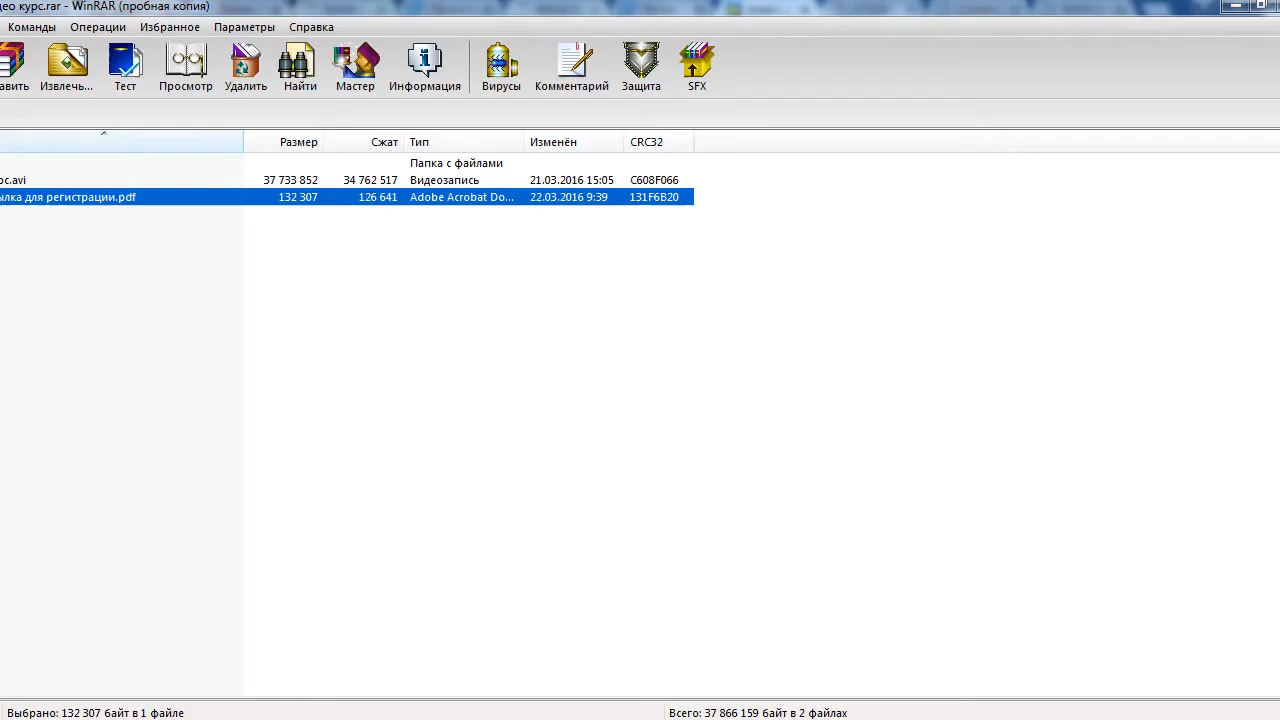 део курс.rar - WinRAR (пробная копия)
Команды Операции Избранное Параметры Справка
авить Извлечь... Тест Просмотр Удалить Найти Мастер Информация Вирусы Комментарий Защита SFX
Размер Сжат Тип Изменён CRC32
Папка с файлами
рс.avi 37 733 852 34 762 517 Видеозапись 21.03.2016 15:05 C608F066
ылка для регистрации.pdf 132 307 126 641 Adobe Acrobat Do... 22.03.2016 9:39 131F6B20
Выбрано: 132 307 байт в 1 файле Всего: 37 866 159 байт в 2 файлах